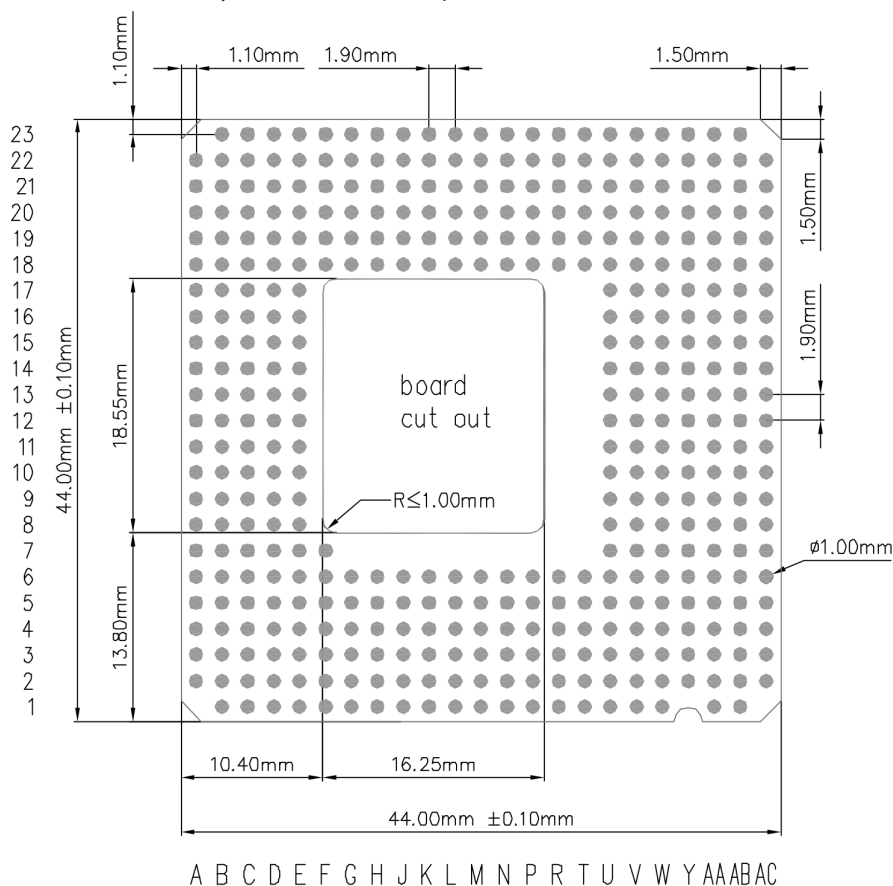 1.10mm
1.10mm
1.90mm
1.50mm
23
22
21
20
19
18
17
16
15
14
13
12
11
10
9
8
7
6
5
4
3
2
1
44.00mm ±0.10mm
18.55mm
13.80mm
board
cut out
R≤1.00mm
1.50mm
1.90mm
ø1.00mm
10.40mm
16.25mm
44.00mm ±0.10mm
A B C D E F G H J K L M N P R T U V W Y AA AB AC